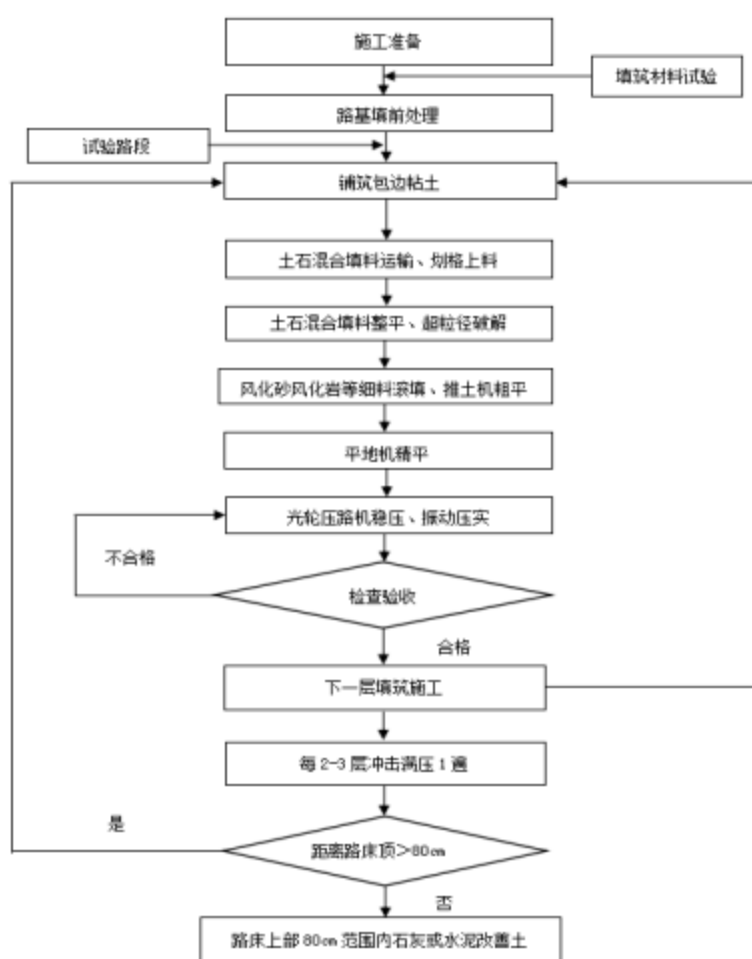 施工准备
填筑材料试验
路基填前处理
试验路段
铺筑包边粘土
土石混合填料运输、划格上料
土石混合填料整平、超粒径破解
风化砂风化岩等细料滚填、推土机粗平
平地机精平
光轮压路机稳压、振动压实
不合格
检查验收
合格
下一层填筑施工
每2-3层冲击满压1遍
是
距离路床顶>80cm
否
路床上部80cm范围内石灰或水泥改善土